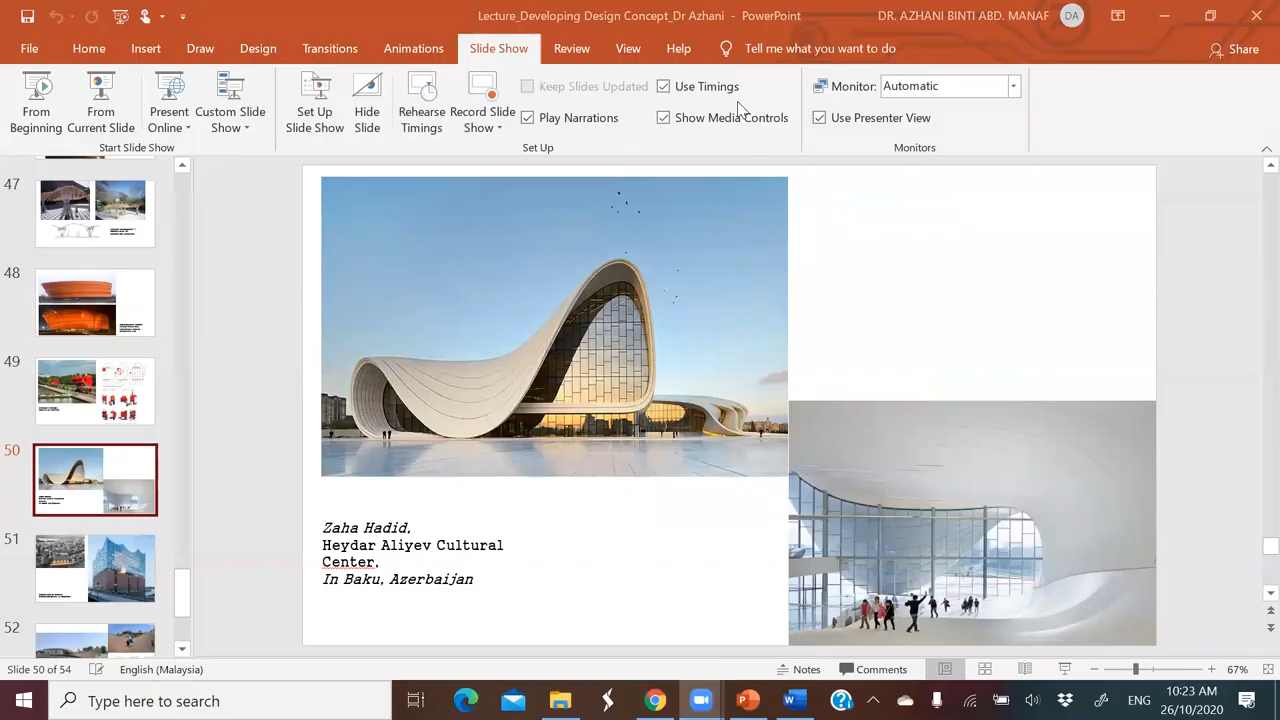 Lecture_Developing Design Concept_Dr Azhani - PowerPoint
DR. AZHANI BINTI ABD. MANAF
DA
File
Home
Insert
Draw
Design
Transitions
Animations
Slide Show
Review
View
Help
Tell me what you want to do
Share
From Beginning
From Current Slide
Present Online
Custom Slide Show
Set Up Slide Show
Hide Slide
Rehearse Timings
Record Slide Show
Keep Slides Updated
Use Timings
Play Narrations
Show Media Controls
Monitor:
Automatic
Use Presenter View
Start Slide Show
Set Up
Monitors
47
48
49
50
51
52
Zaha Hadid,
Heydar Aliyev Cultural
Center,
In Baku, Azerbaijan
Slide 50 of 54
English (Malaysia)
Notes
Comments
67%
Type here to search
ENG
10:23 AM
26/10/2020